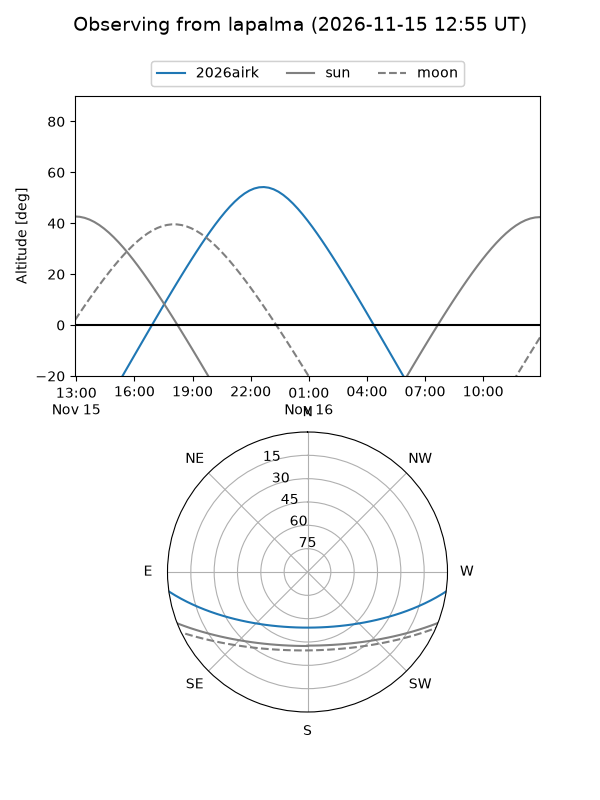 Observing from lapalma (2026-11-15 12:55 UT)
2026airk sun moon
80
60
40
20
0
−20
Altitude [deg]
13:00 16:00 19:00 22:00 01:00 04:00 07:00 10:00
Nov 15 Nov 16
N
NE NW
15
30
45
60
75
E W
SE SW
S